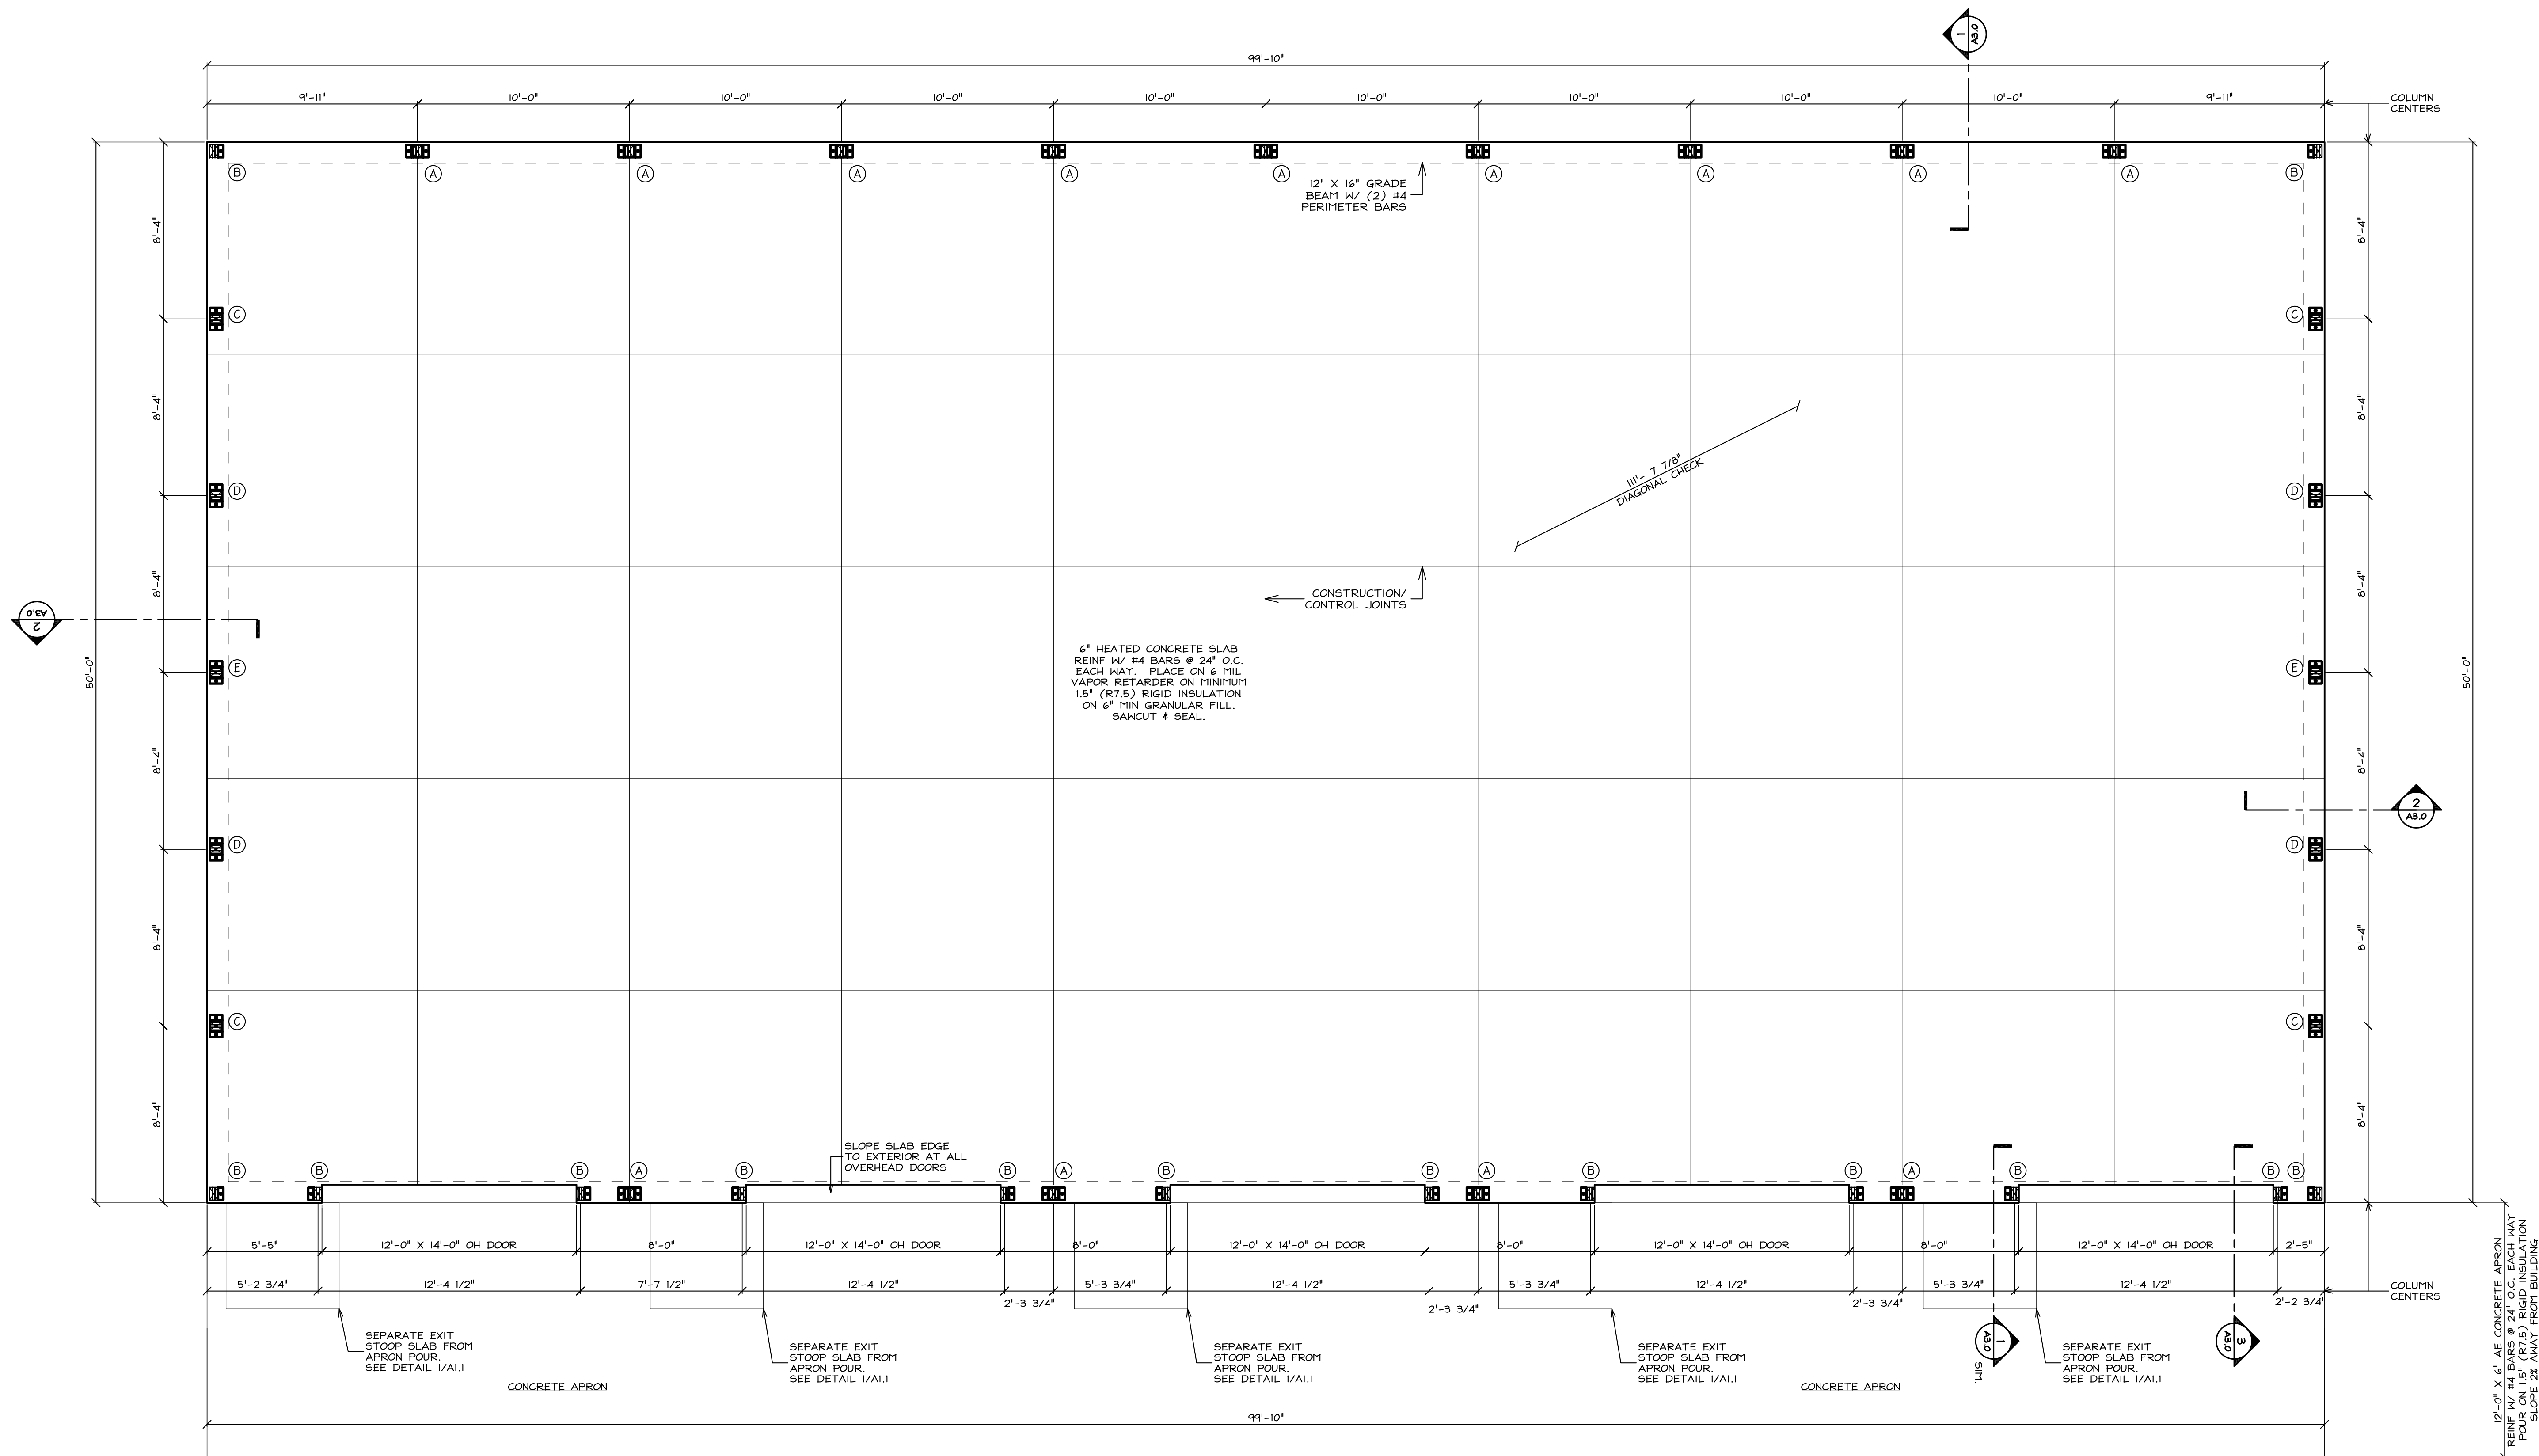 1
A3.0
99'-10"
9'-11"
10'-0"
10'-0"
10'-0"
10'-0"
10'-0"
10'-0"
10'-0"
10'-0"
9'-11"
COLUMN
CENTERS
B
A
A
A
A
A
A
A
A
A
B
12" X 16" GRADE
BEAM W/ (2) #4
PERIMETER BARS
8'-4"
8'-4"
C
C
8'-4"
8'-4"
111'- 7 7/8"
DIAGONAL CHECK
D
D
8'-4"
8'-4"
CONSTRUCTION/
CONTROL JOINTS
2
A3.0
50'-0"
50'-0"
6" HEATED CONCRETE SLAB
REINF W/ #4 BARS @ 24" O.C.
EACH WAY. PLACE ON 6 MIL
VAPOR RETARDER ON MINIMUM
1.5" (R7.5) RIGID INSULATION
ON 6" MIN GRANULAR FILL.
SAWCUT & SEAL.
E
E
8'-4"
8'-4"
2
A3.0
D
D
8'-4"
8'-4"
C
C
8'-4"
8'-4"
SLOPE SLAB EDGE
TO EXTERIOR AT ALL
OVERHEAD DOORS
B
B
B
A
B
B
A
B
B
A
B
B
A
B
B
B
5'-5"
12'-0" X 14'-0" OH DOOR
8'-0"
12'-0" X 14'-0" OH DOOR
8'-0"
12'-0" X 14'-0" OH DOOR
8'-0"
12'-0" X 14'-0" OH DOOR
8'-0"
12'-0" X 14'-0" OH DOOR
2'-5"
5'-2 3/4"
12'-4 1/2"
7'-7 1/2"
12'-4 1/2"
2'-3 3/4"
5'-3 3/4"
12'-4 1/2"
2'-3 3/4"
5'-3 3/4"
12'-4 1/2"
2'-3 3/4"
5'-3 3/4"
12'-4 1/2"
2'-2 3/4"
COLUMN
CENTERS
SEPARATE EXIT
STOOP SLAB FROM
APRON POUR.
SEE DETAIL 1/A1.1
SEPARATE EXIT
STOOP SLAB FROM
APRON POUR.
SEE DETAIL 1/A1.1
SEPARATE EXIT
STOOP SLAB FROM
APRON POUR.
SEE DETAIL 1/A1.1
SEPARATE EXIT
STOOP SLAB FROM
APRON POUR.
SEE DETAIL 1/A1.1
1
A3.0
SIM.
SEPARATE EXIT
STOOP SLAB FROM
APRON POUR.
SEE DETAIL 1/A1.1
3
A3.0
CONCRETE APRON
CONCRETE APRON
99'-10"
12'-0" X 6" AE CONCRETE APRON
REINF W/ #4 BARS @ 24" O.C. EACH WAY
POUR ON 1.5" (R7.5) RIGID INSULATION
SLOPE 2% AWAY FROM BUILDING